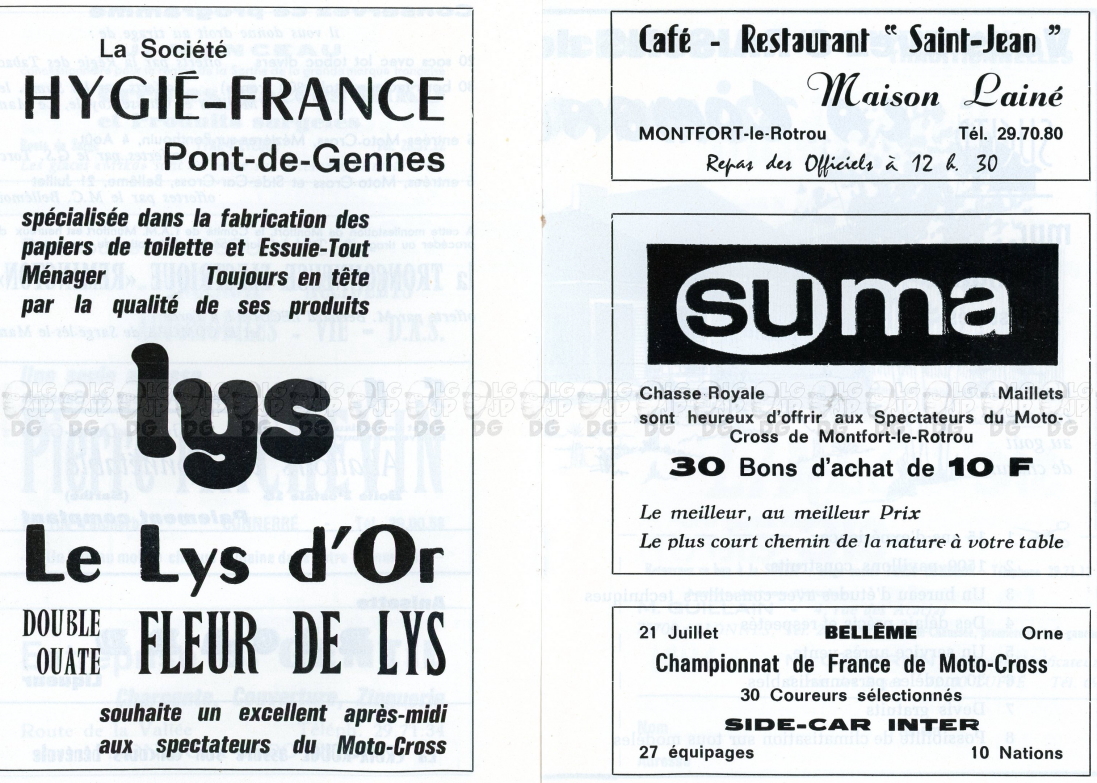 La Société
HYGIÉ-FRANCE
Pont-de-Gennes
spécialisée dans la fabrication des
papiers de toilette et Essuie-Tout
Ménager Toujours en tête
par la qualité de ses produits
lys
Le Lys d'Or
DOUBLE
OUATE
FLEUR DE LYS
souhaite un excellent après-midi
aux spectateurs du Moto-Cross
Café - Restaurant “ Saint-Jean ”
Maison Lainé
MONTFORT-le-Rotrou Tél. 29.70.80
Repas des Officiels à 12 h. 30
suma
Chasse Royale Maillets
sont heureux d'offrir aux Spectateurs du Moto
Cross de Montfort-le-Rotrou
30 Bons d'achat de 10 F
Le meilleur, au meilleur Prix
Le plus court chemin de la nature à votre table
21 Juillet BELLÊME Orne
Championnat de France de Moto-Cross
30 Coureurs sélectionnés
SIDE-CAR INTER
27 équipages 10 Nations